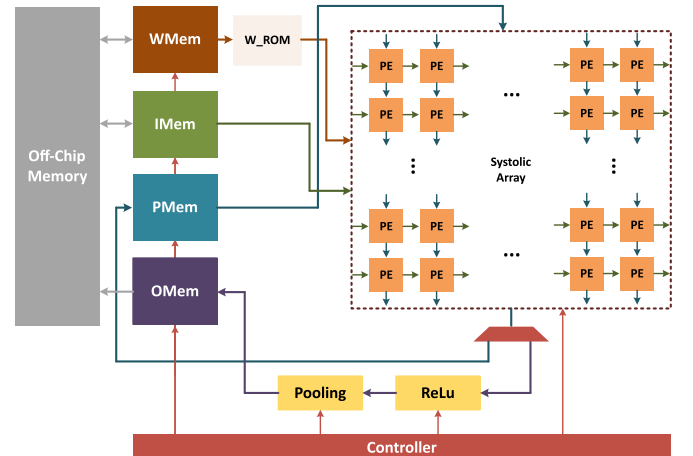 WMem
W_ROM
PE PE PE PE
IMem
PE PE PE PE
...
Off-Chip
Memory
Systolic
Array
PMem
PE PE PE PE
...
OMem
PE PE PE PE
Pooling
ReLu
Controller